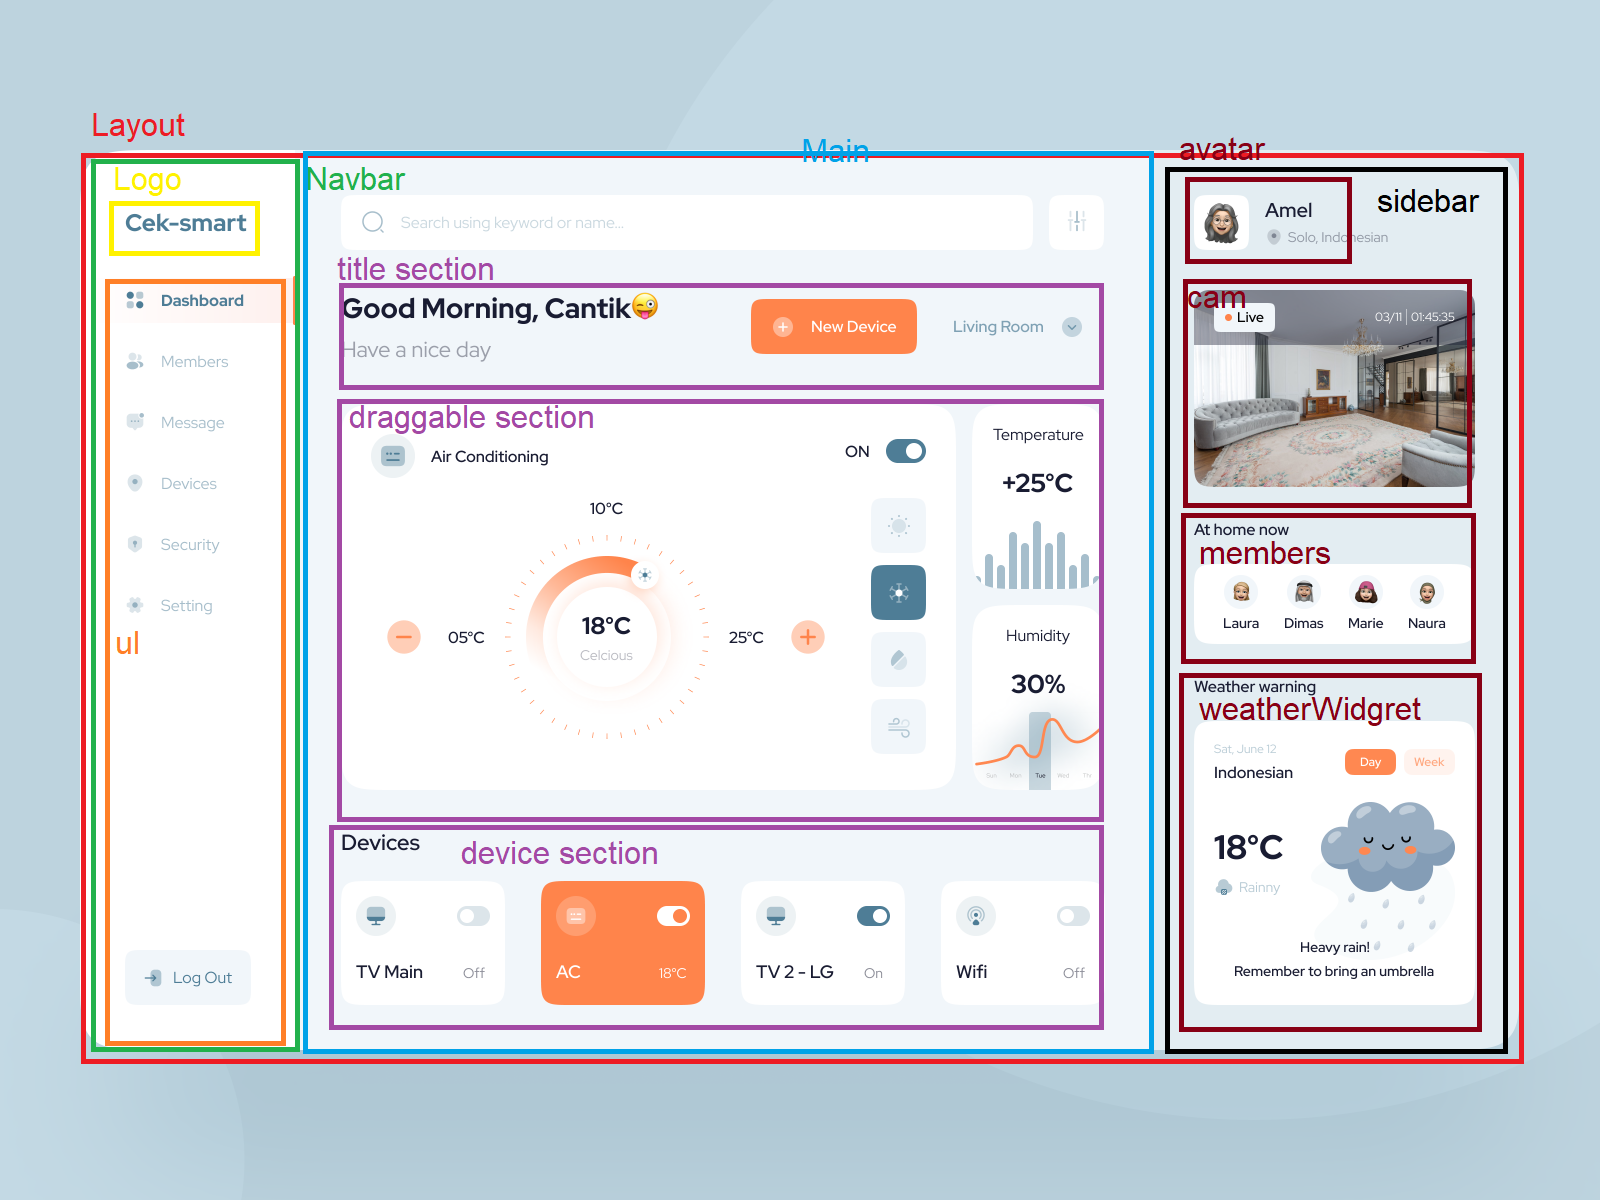 Layout
Main
avatar
Logo
Navbar
sidebar
Cek-smart
Search using keyword or name...
Amel
Solo, Indonesian
title section
Dashboard
Good Morning, Cantik😜
New Device
Living Room
Have a nice day
cam
Live
03/11 | 01:45:35
Members
Message
Devices
Security
Setting
ul
Log Out
draggable section
Air Conditioning
ON
10°C
05°C
18°C
Celcious
25°C
Temperature
+25°C
Humidity
30%
Sun Mon Tue Wed Thu
At home now
members
Laura
Dimas
Marie
Naura
Weather warning
weatherWidgret
Sat, June 12
Indonesian
Day
Week
18°C
Rainny
Heavy rain!
Remember to bring an umbrella
Devices
device section
TV Main
Off
AC
18°C
TV 2 - LG
On
Wifi
Off